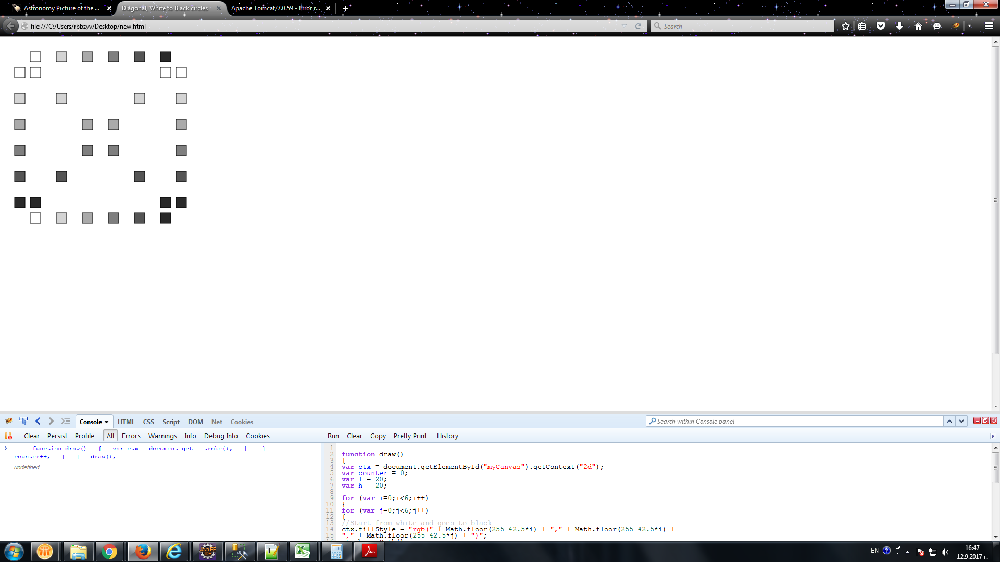 Astronomy Picture of the ...
Diagonal, White to Black circles
Apache Tomcat/7.0.59 - Error r...
file:///C:/Users/rbbzyv/Desktop/new.html
Search
Console HTML CSS Script DOM Net Cookies
Search within Console panel
Clear Persist Profile All Errors Warnings Info Debug Info Cookies
Run Clear Copy Pretty Print History
function draw() { var ctx = document.get...troke(); } }
counter++; } } draw();
undefined
1
2 function draw()
3 {
4 var ctx = document.getElementById("myCanvas").getContext("2d");
5 var counter = 0;
6 var l = 20;
7 var h = 20;
8
9 for (var i=0;i<6;i++)
10 {
11 for (var j=0;j<6;j++)
12 {
13 //Start from white and goes to black
14 ctx.fillStyle = "rgb(" + Math.floor(255-42.5*i) + "," + Math.floor(255-42.5*i) +
15 "," + Math.floor(255-42.5*j) + ")";
Java EE
IDE
EN
16:47
12.9.2017 г.